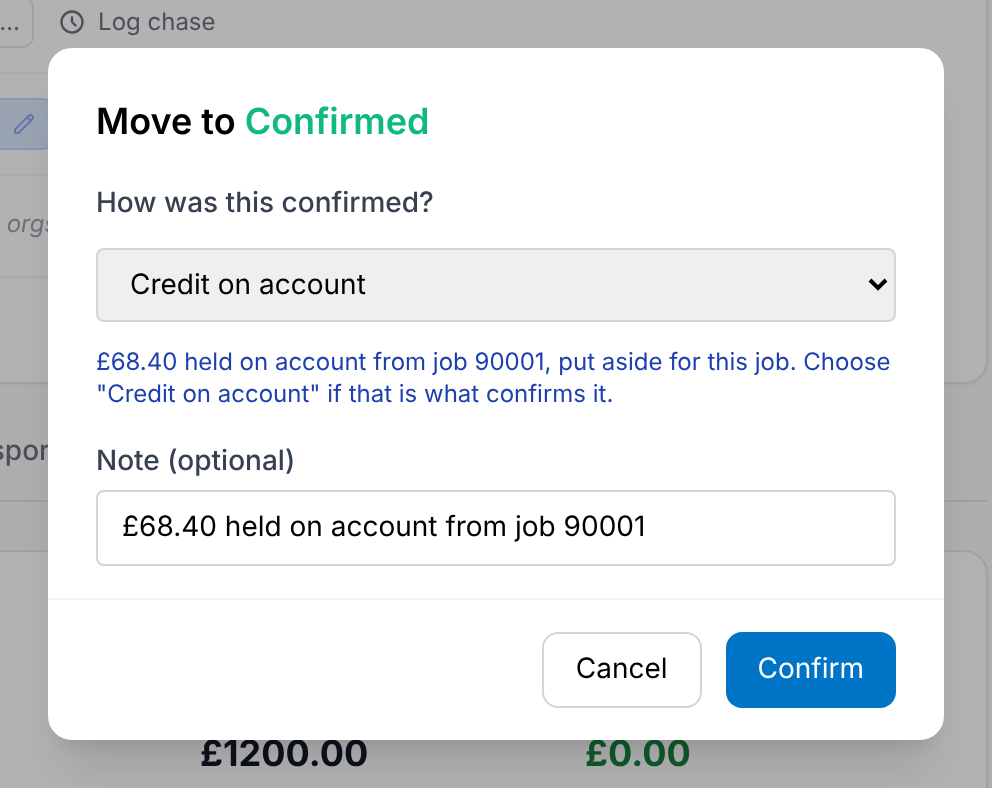 Log chase
Move to Confirmed
How was this confirmed?
Credit on account
£68.40 held on account from job 90001, put aside for this job. Choose
"Credit on account" if that is what confirms it.
Note (optional)
£68.40 held on account from job 90001
Cancel
Confirm
£1200.00
£0.00